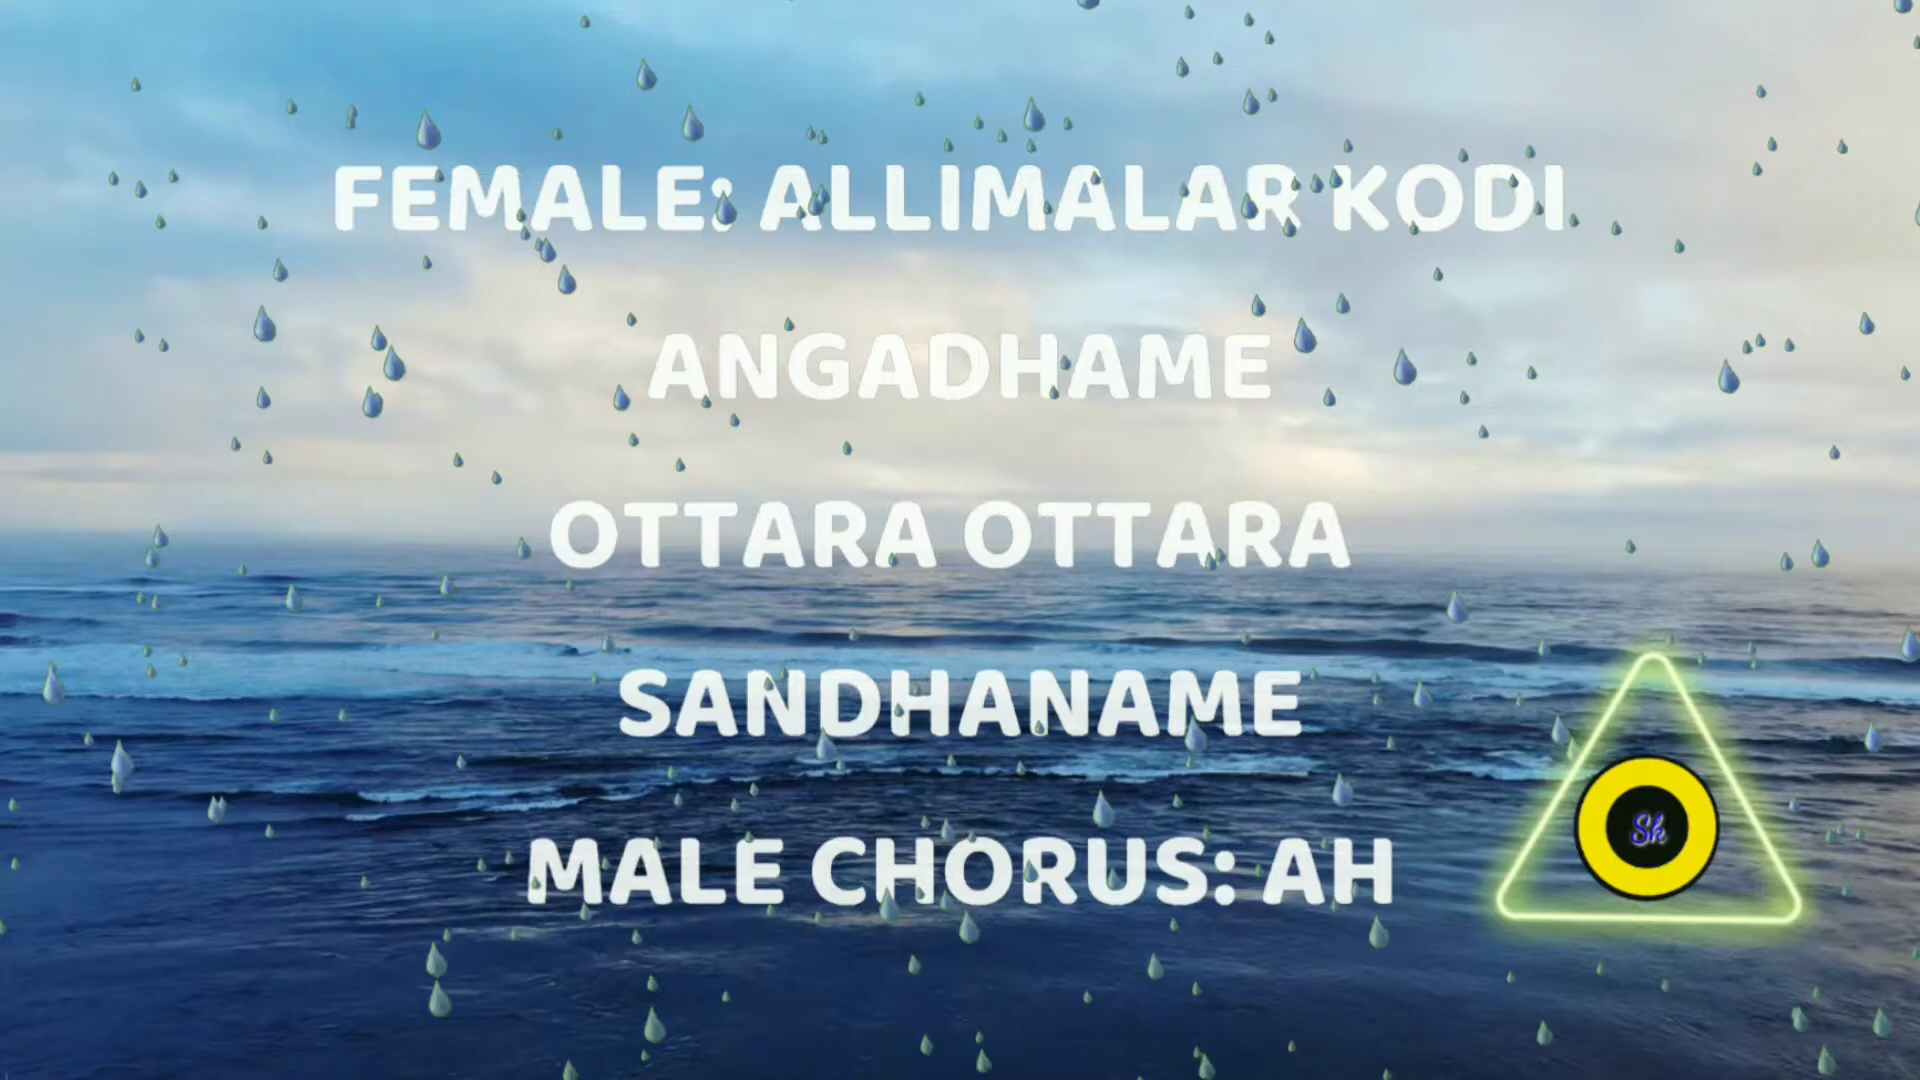 FEMALE: ALLIMALAR KODI
ANGADHAME
OTTARA OTTARA
SANDHANAME
MALE CHORUS: AH
Sk